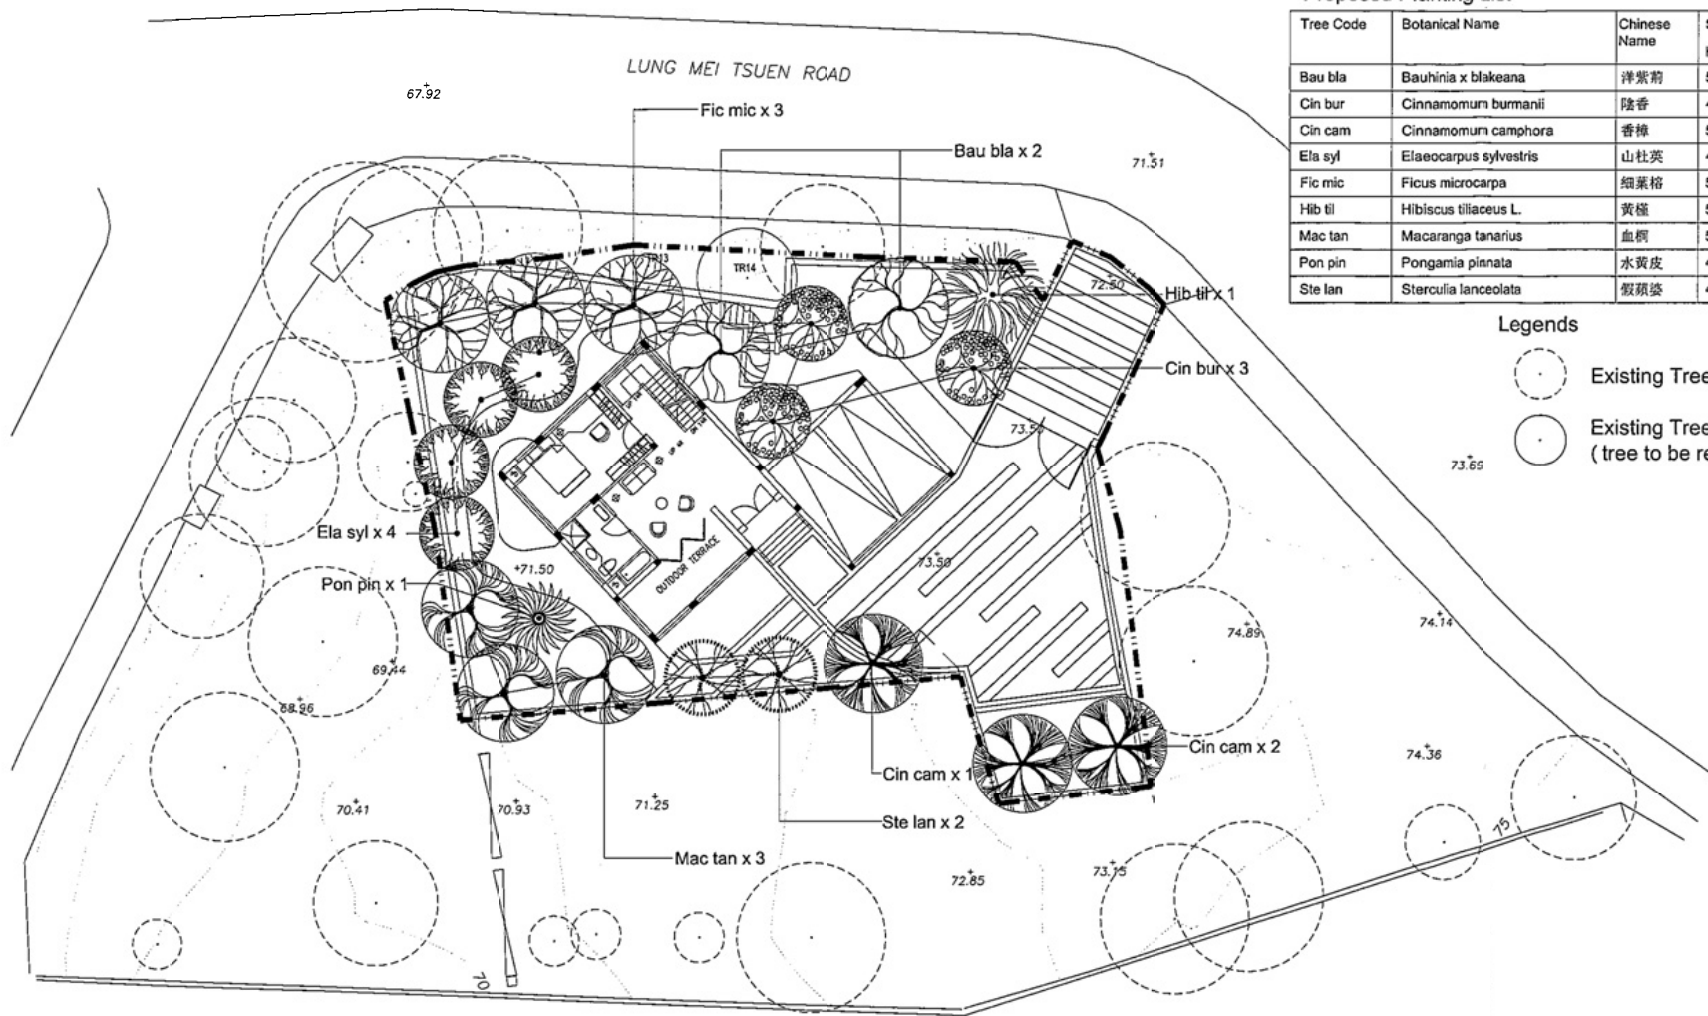 Tree Code Botanical Name Chinese Name
Bau bla Bauhinia x blakeana 洋紫荊
Cin bur Cinnamomum burmanii 陰香
Cin cam Cinnamomum camphora 香樟
Ela syl Elaeocarpus sylvestris 山杜英
Fic mic Ficus microcarpa 細葉榕
Hib til Hibiscus tiliaceus L. 黃槿
Mac tan Macaranga tanarius 血桐
Pon pin Pongamia pinnata 水黃皮
Ste lan Sterculia lanceolata 假蘋婆
Legends
Existing Tree
Existing Tree
( tree to be re
LUNG MEI TSUEN ROAD
67.92
Fic mic x 3
Bau bla x 2
71.51
TR13
TR14
72.50
Hib til x 1
Cin bur x 3
73.5
73.69
Ela syl x 4
+71.50
OUTDOOR TERRACE
73.50
Pon pin x 1
74.14
74.89
69.44
68.96
Cin cam x 2
74.36
Cin cam x 1
70.41
70.93
71.25
Ste lan x 2
75
Mac tan x 3
72.85
73.15
70